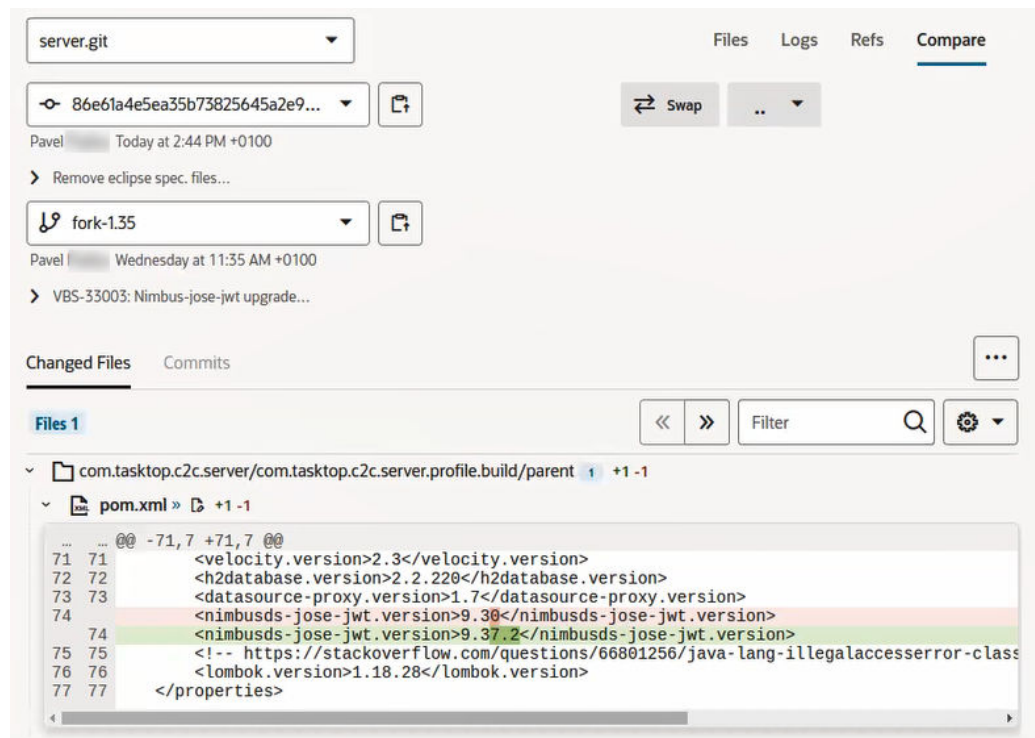 server.git
Files Logs Refs Compare
86e61a4e5ea35b73825645a2e9...
Swap ..
Pavel Today at 2:44 PM +0100
Remove eclipse spec. files...
fork-1.35
Pavel Wednesday at 11:35 AM +0100
VBS-33003: Nimbus-jose-jwt upgrade...
Changed Files Commits
...
Files 1
« » Filter
com.tasktop.c2c.server/com.tasktop.c2c.server.profile.build/parent 1 +1 -1
XML pom.xml » +1 -1
... ... @@ -71,7 +71,7 @@
71 71 <velocity.version>2.3</velocity.version>
72 72 <h2database.version>2.2.220</h2database.version>
73 73 <datasource-proxy.version>1.7</datasource-proxy.version>
74 <nimbusds-jose-jwt.version>9.30</nimbusds-jose-jwt.version>
74 <nimbusds-jose-jwt.version>9.37.2</nimbusds-jose-jwt.version>
75 75 <!-- https://stackoverflow.com/questions/66801256/java-lang-illegalaccesserror-class
76 76 <lombok.version>1.18.28</lombok.version>
77 77 </properties>